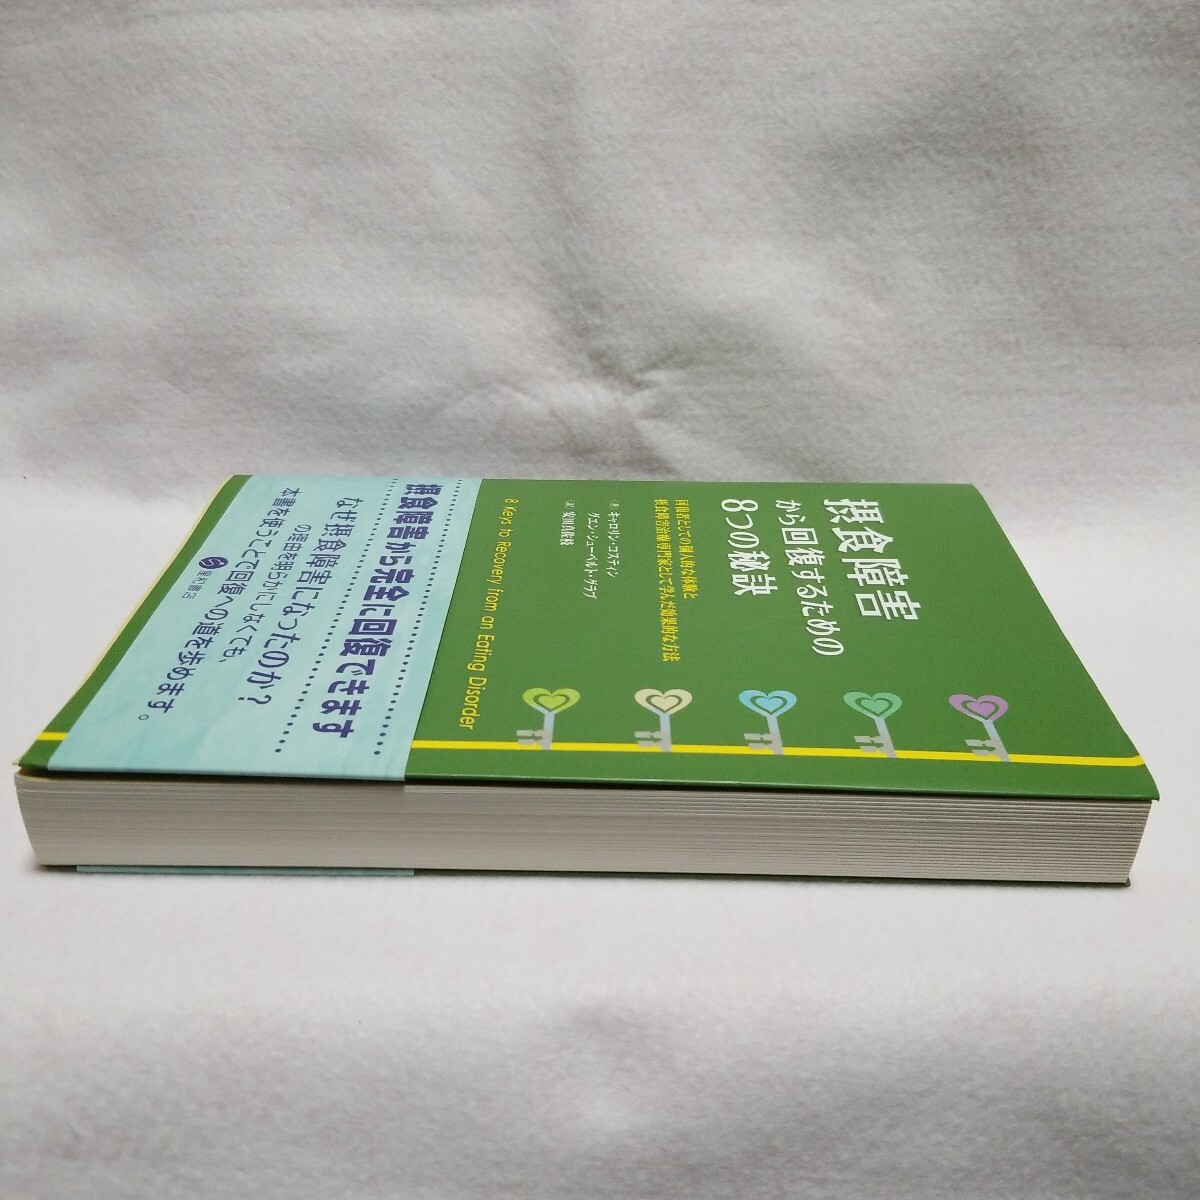 摂食障害
から回復するための
8つの秘訣
回復者としての個人的な体験と
摂食障害治療専門家として学んだ効果的な方法
[著] キャロリン・コスティン
グエン・シューベルト・グラブ
[訳] 安田真佐枝
8 Keys to Recovery from an Eating Disorder
摂食障害から完全に回復できます
なぜ摂食障害になったのか?
の理由を明らかにしなくても、
本書を使うことで回復への道を歩めます。
星和書店